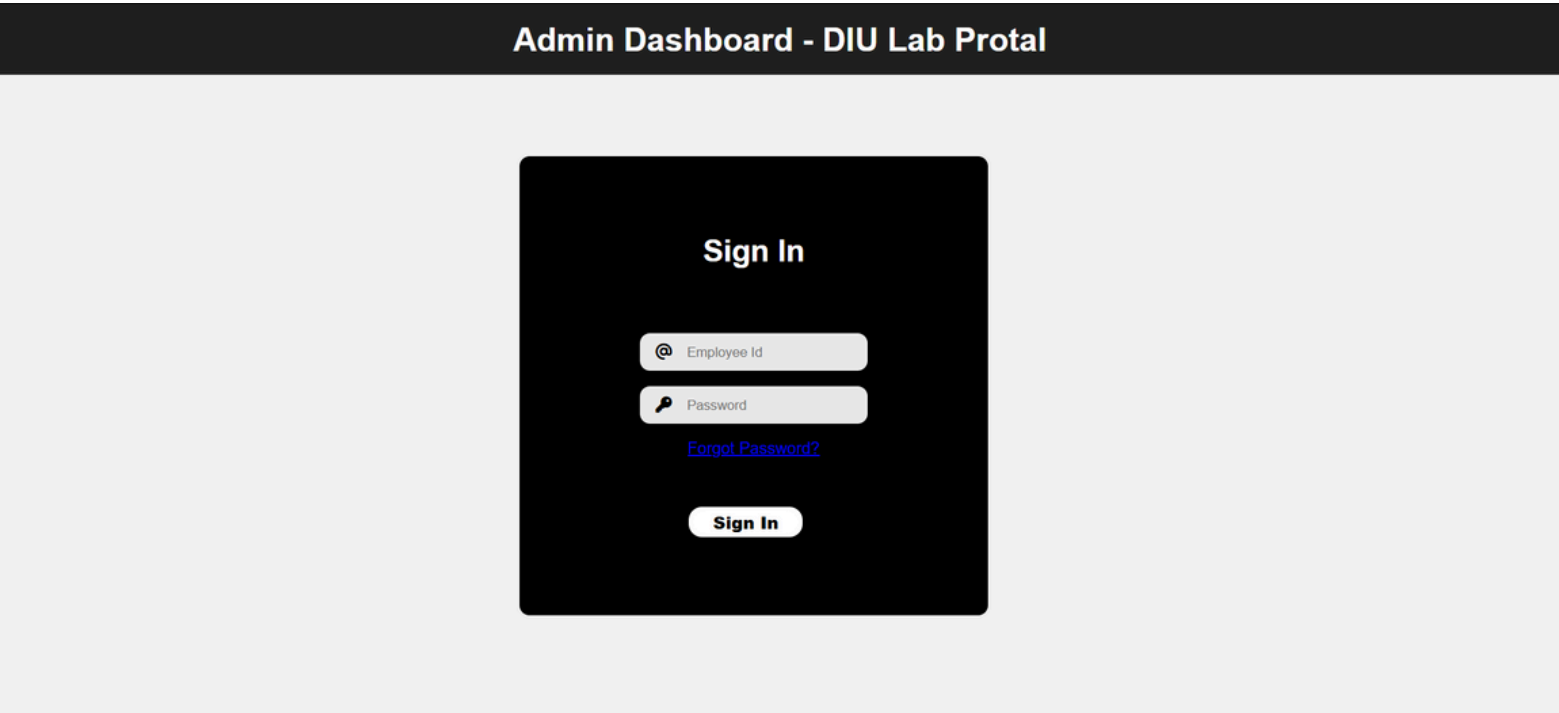 Admin Dashboard - DIU Lab Protal
Sign In
Employee Id
Password
Forgot Password?
Sign In